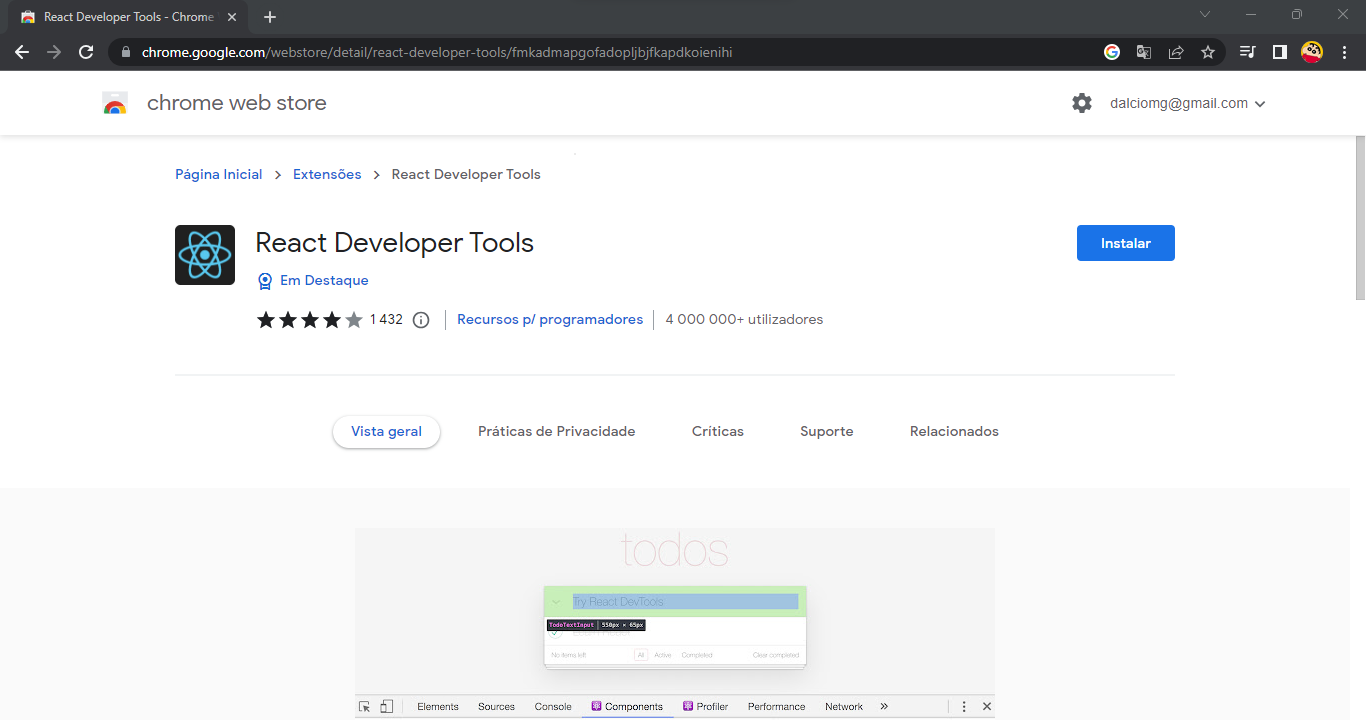 React Developer Tools - Chrome
chrome.google.com/webstore/detail/react-developer-tools/fmkadmapgofadopljbjfkapdkoienihi
chrome web store
dalciomg@gmail.com
Página Inicial > Extensões > React Developer Tools
React Developer Tools
Instalar
Em Destaque
1 432 Recursos p/ programadores 4 000 000+ utilizadores
Vista geral Práticas de Privacidade Críticas Suporte Relacionados
todos
Try React DevTools
TodoTextInput | 550px × 65px
No items left All Active Completed Clear completed
Elements Sources Console Components Profiler Performance Network »